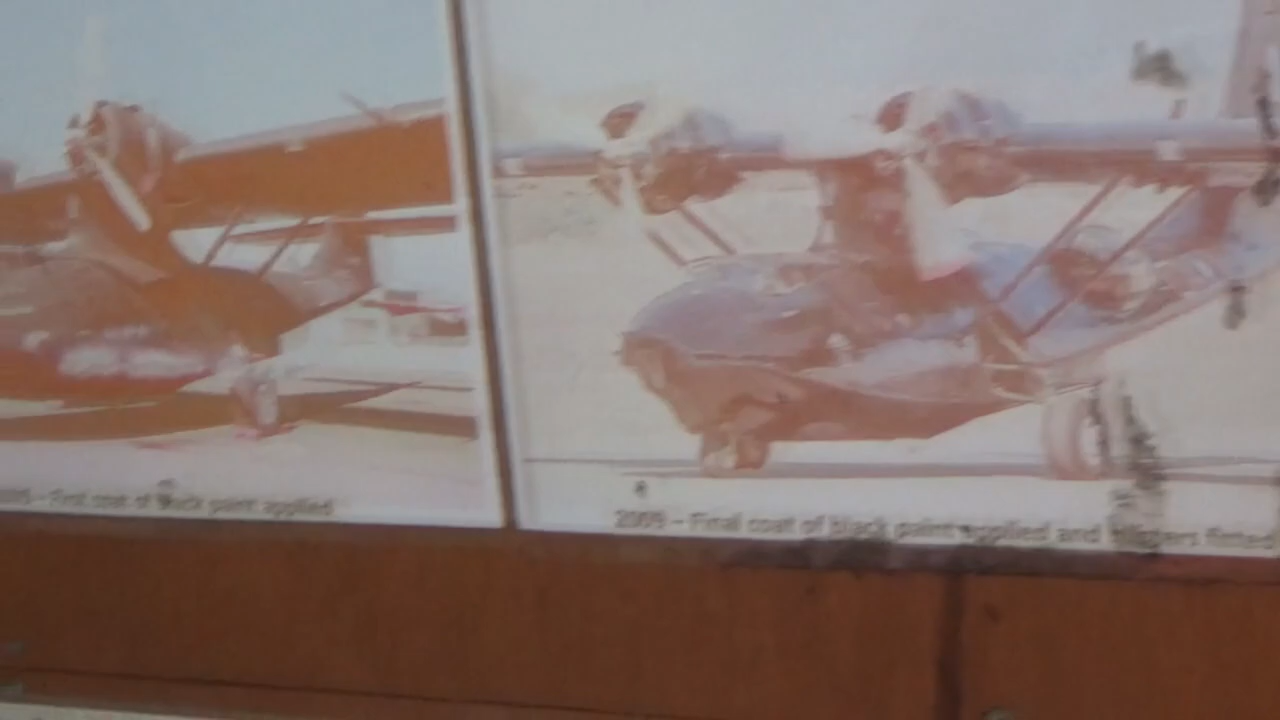 – First coat of black paint applied
2009 – Final coat of black paint applied and fitted